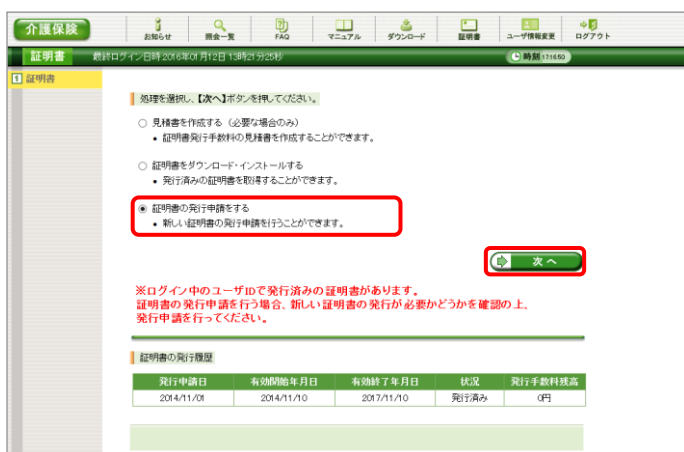 介護保険
お知らせ
照会一覧
FAQ
マニュアル
ダウンロード
証明書
ユーザ情報変更
ログアウト
証明書
最終ログイン日時:2016年01月12日 13時21分25秒
時刻 17:16:50
1 証明書
処理を選択し、【次へ】ボタンを押してください。
見積書を作成する（必要な場合のみ）
• 証明書発行手数料の見積書を作成することができます。
証明書をダウンロード・インストールする
• 発行済みの証明書を取得することができます。
証明書の発行申請をする
• 新しい証明書の発行申請を行うことができます。
次へ
※ログイン中のユーザIDで発行済みの証明書があります。
証明書の発行申請を行う場合、新しい証明書の発行が必要かどうかを確認の上、
発行申請を行ってください。
証明書の発行履歴
発行申請日 有効開始年月日 有効終了年月日 状況 発行手数料残高
2014/11/01 2014/11/10 2017/11/10 発行済み 0円